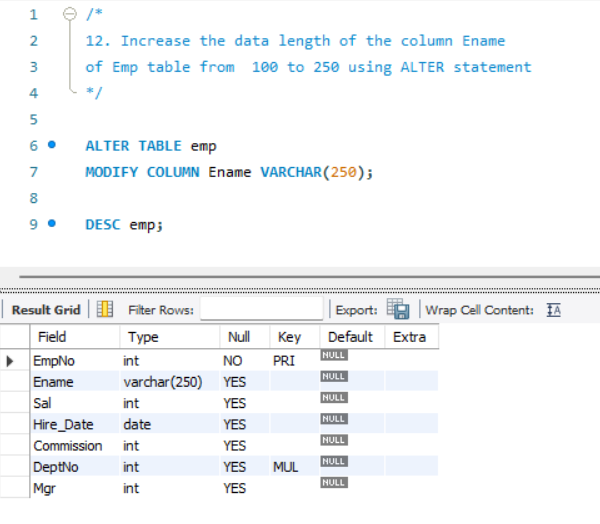 1 /*
2 12. Increase the data length of the column Ename
3 of Emp table from  100 to 250 using ALTER statement
4 */
5
6 ALTER TABLE emp
7 MODIFY COLUMN Ename VARCHAR(250);
8
9 DESC emp;
Result Grid Filter Rows: Export: Wrap Cell Content: IA
Field Type Null Key Default Extra
EmpNo int NO PRI NULL
Ename varchar(250) YES NULL
Sal int YES NULL
Hire_Date date YES NULL
Commission int YES NULL
DeptNo int YES MUL NULL
Mgr int YES NULL